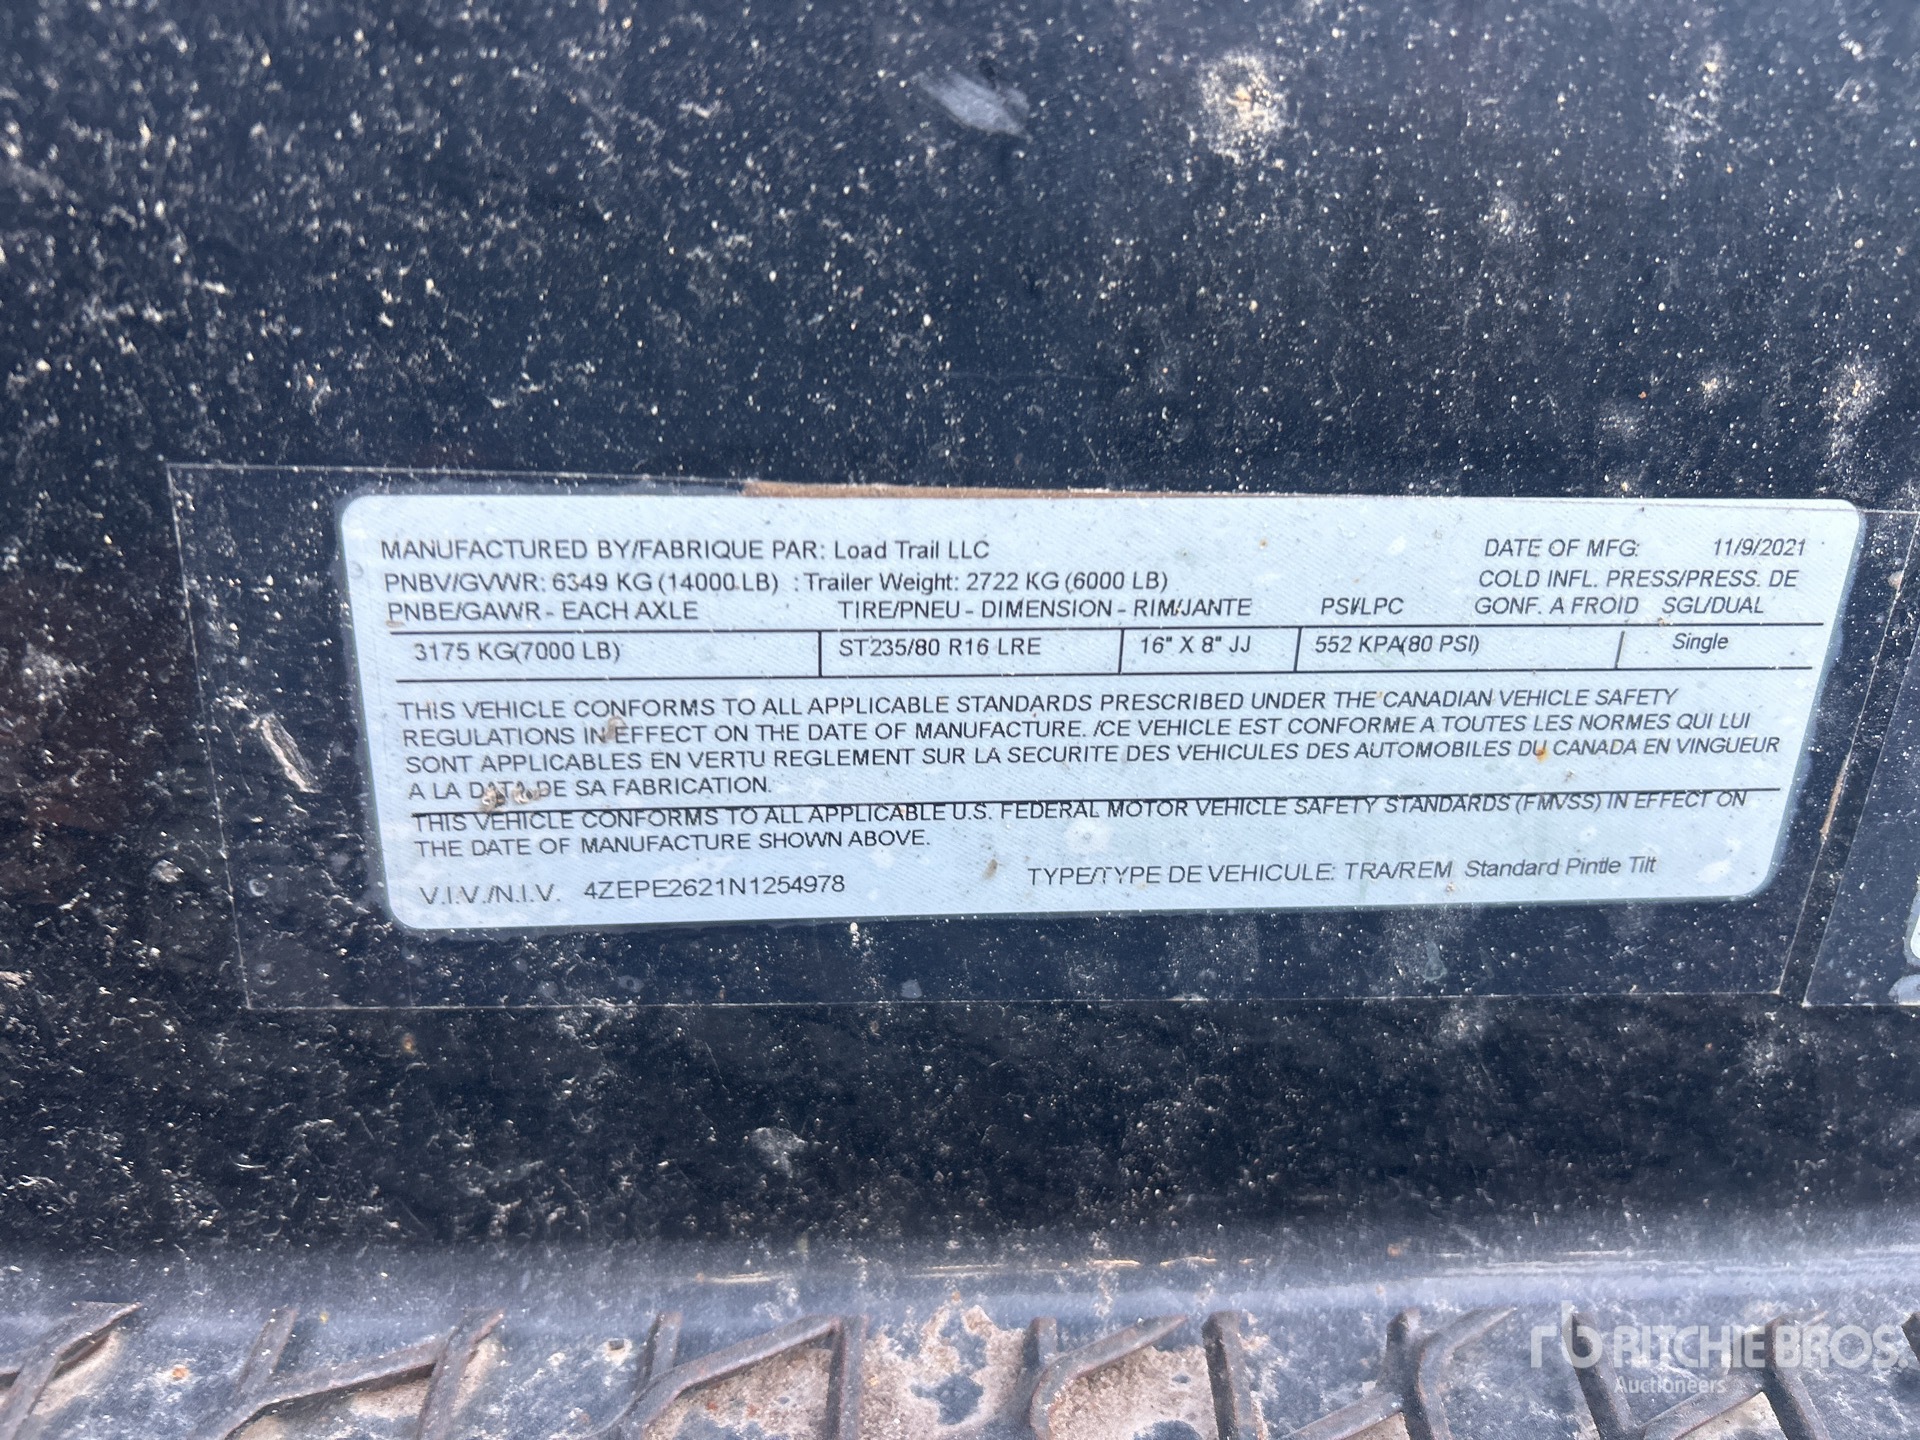 MANUFACTURED BY/FABRIQUE PAR: Load Trail LLC DATE OF MFG: 11/9/2021
PNBV/GVWR: 6349 KG (14000 LB) : Trailer Weight: 2722 KG (6000 LB) COLD INFL. PRESS/PRESS. DE
PNBE/GAWR - EACH AXLE TIRE/PNEU - DIMENSION - RIM/JANTE PSI/LPC GONF. A FROID SGL/DUAL
3175 KG(7000 LB) ST235/80 R16 LRE 16" X 8" JJ 552 KPA(80 PSI) Single
THIS VEHICLE CONFORMS TO ALL APPLICABLE STANDARDS PRESCRIBED UNDER THE CANADIAN VEHICLE SAFETY
REGULATIONS IN EFFECT ON THE DATE OF MANUFACTURE. /CE VEHICLE EST CONFORME A TOUTES LES NORMES QUI LUI
SONT APPLICABLES EN VERTU REGLEMENT SUR LA SECURITE DES VEHICULES DES AUTOMOBILES DU CANADA EN VINGUEUR
A LA DATA DE SA FABRICATION.
THIS VEHICLE CONFORMS TO ALL APPLICABLE U.S. FEDERAL MOTOR VEHICLE SAFETY STANDARDS (FMVSS) IN EFFECT ON
THE DATE OF MANUFACTURE SHOWN ABOVE.
V.I.V./N.I.V. 4ZEPE2621N1254978 TYPE/TYPE DE VEHICULE: TRA/REM Standard Pintle Tilt
rb RITCHIE BROS.
Auctioneers